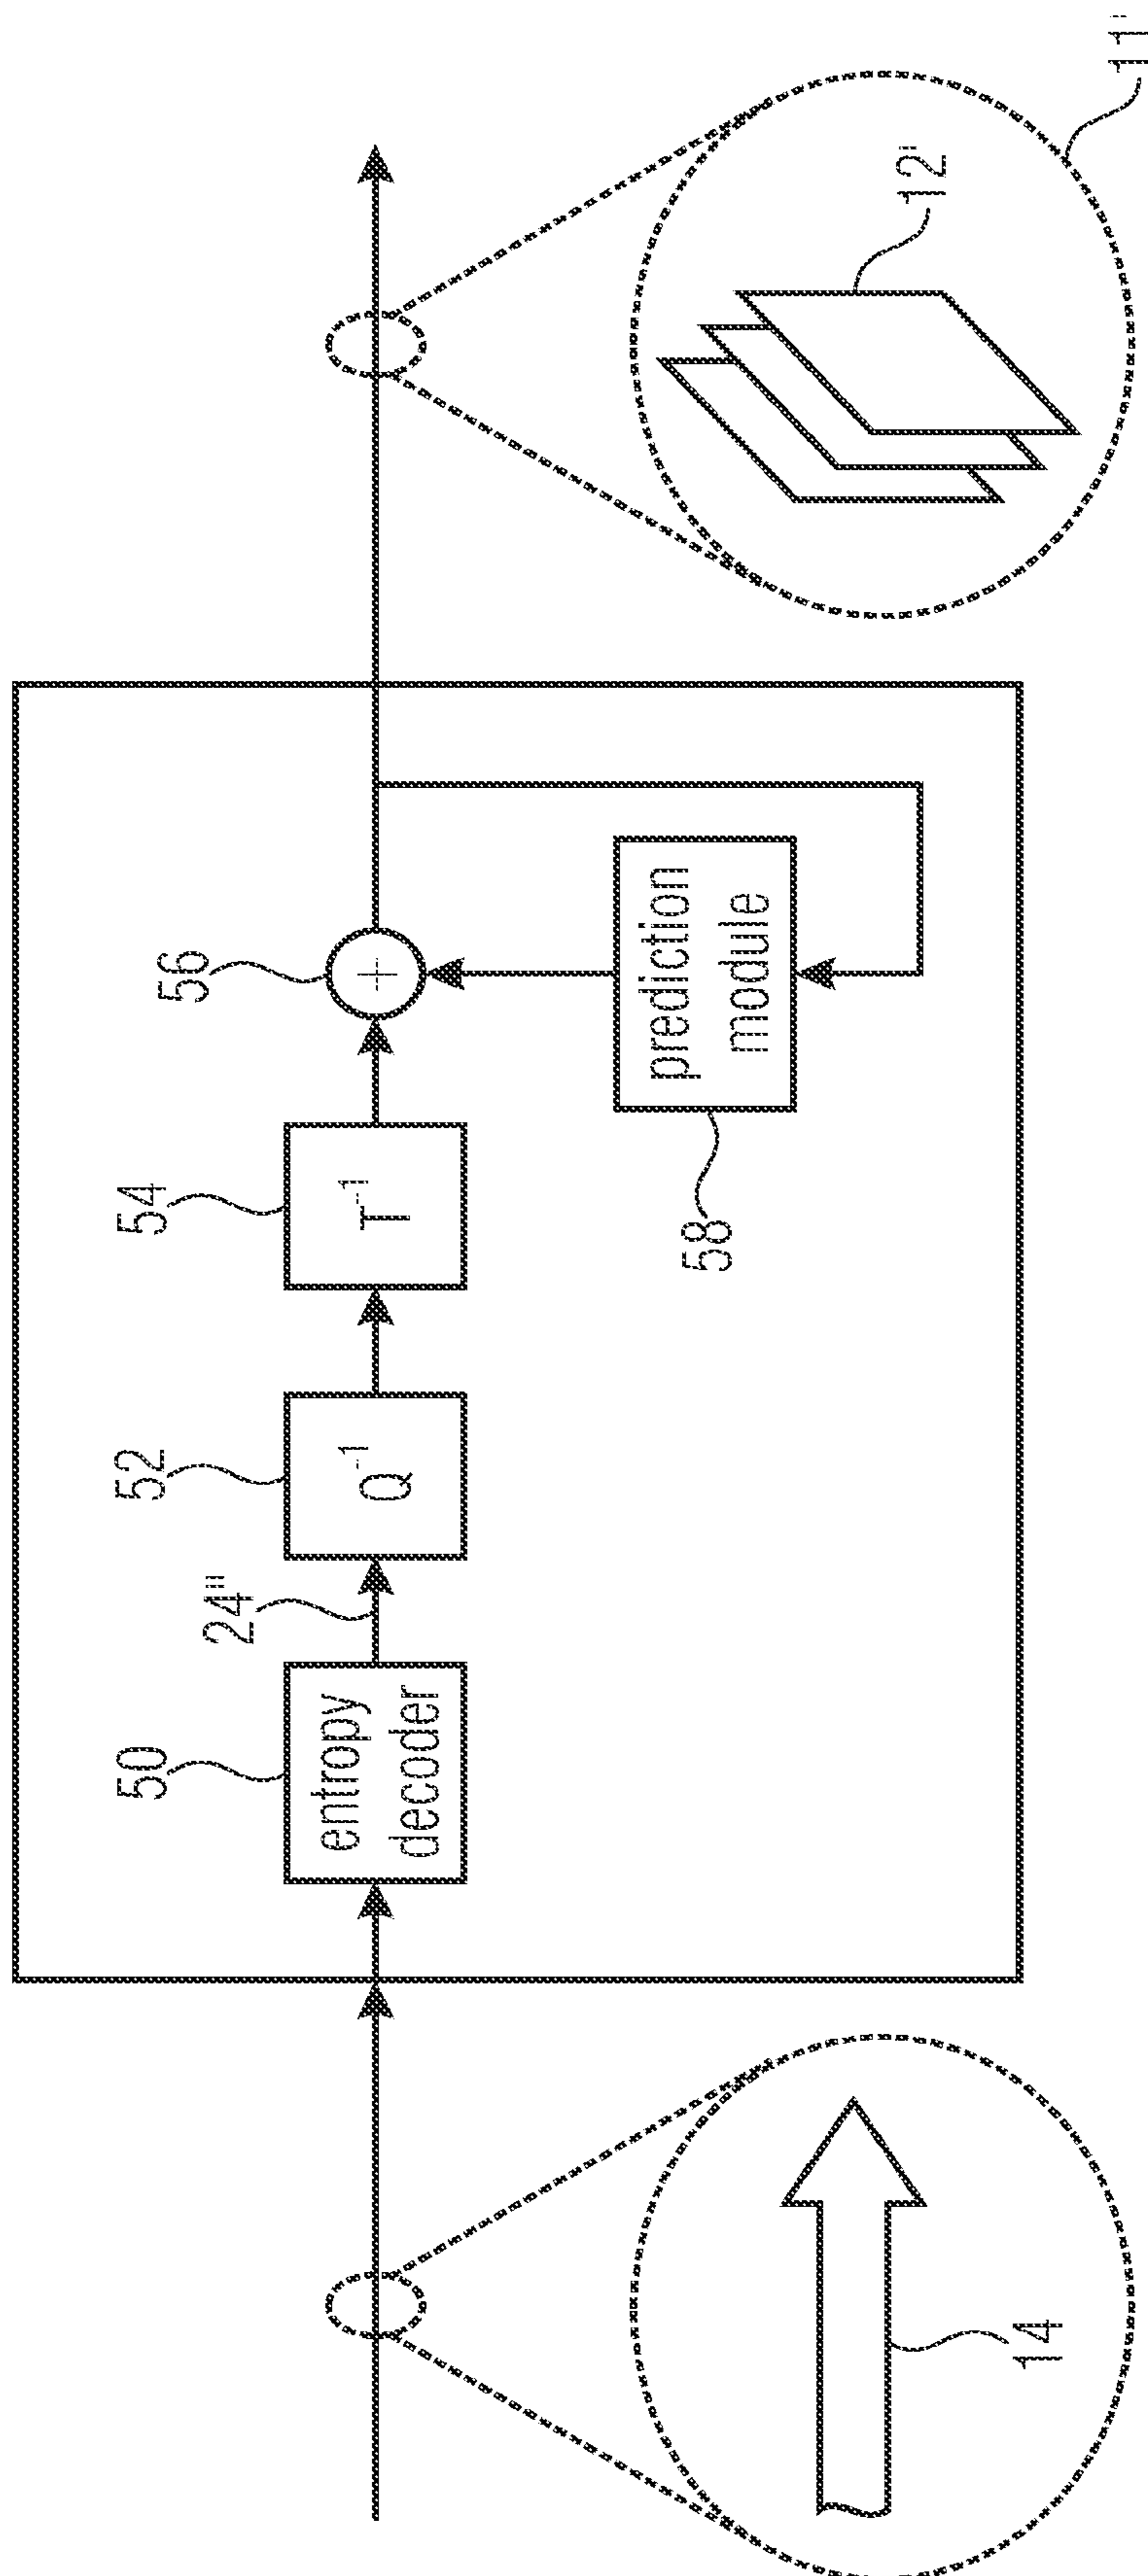 50
entropy
decoder
24"
52
Q-1
54
T-1
56
+
58
prediction
module
14
12'
11"